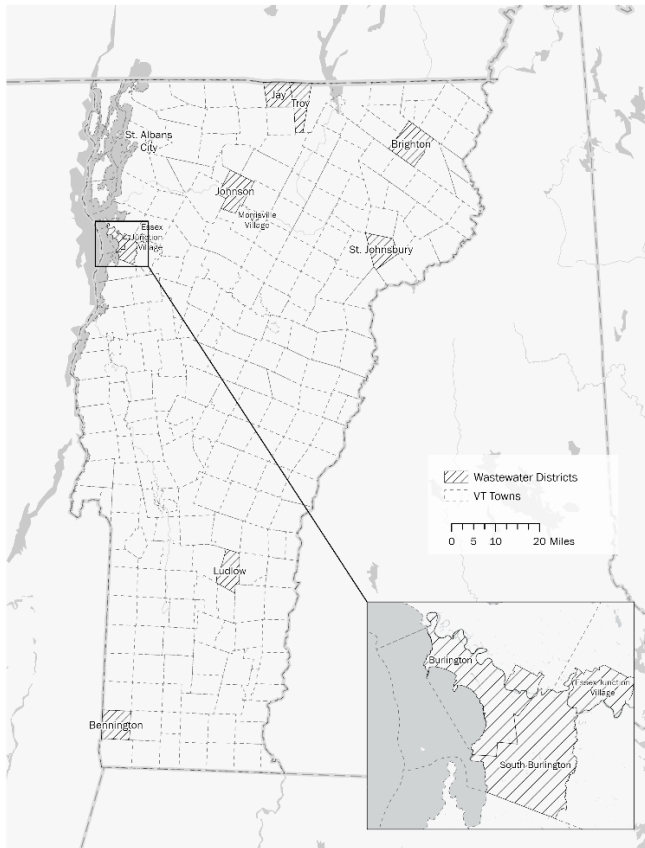 Jay
Troy
St. Albans
City
Brighton
Johnson
Morrisville
Village
Essex
Junction
Village
St. Johnsbury
Wastewater Districts
VT Towns
0 5 10 20 Miles
Ludlow
Bennington
Burlington
Essex Junction
Village
South Burlington